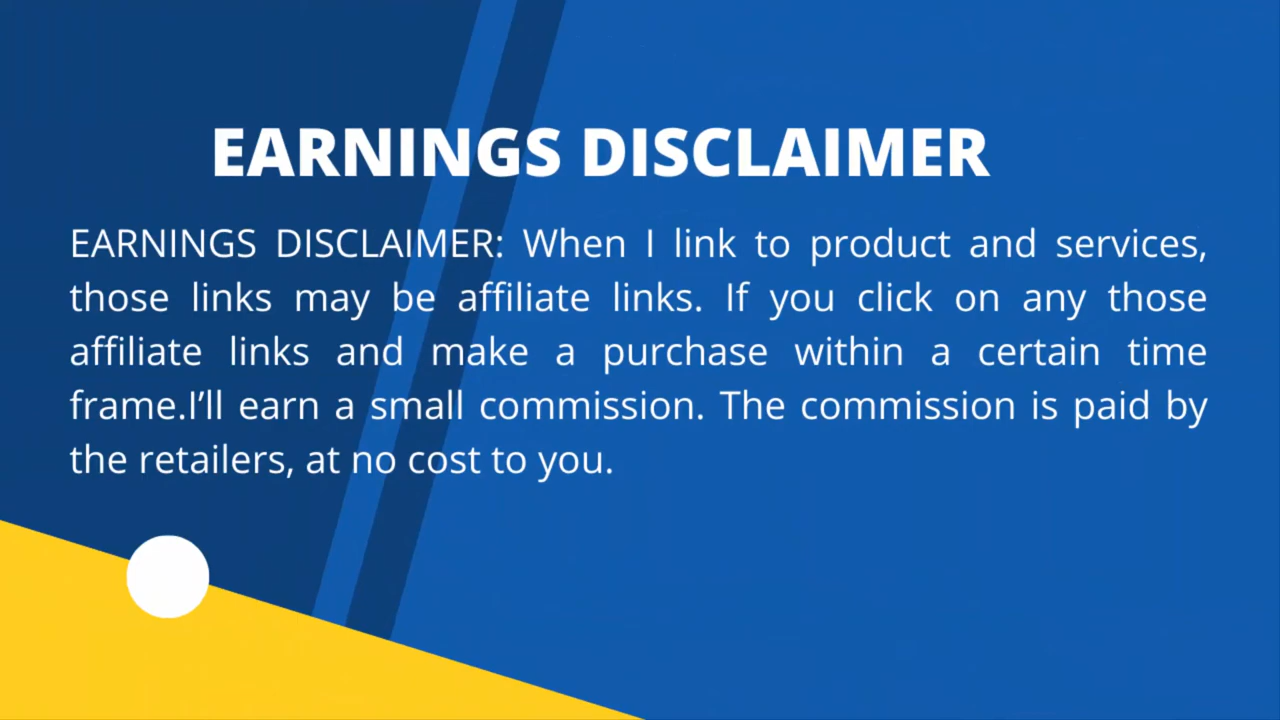 EARNINGS DISCLAIMER
EARNINGS DISCLAIMER: When I link to product and services,
those links may be affiliate links. If you click on any those
affiliate links and make a purchase within a certain time
frame.I’ll earn a small commission. The commission is paid by
the retailers, at no cost to you.